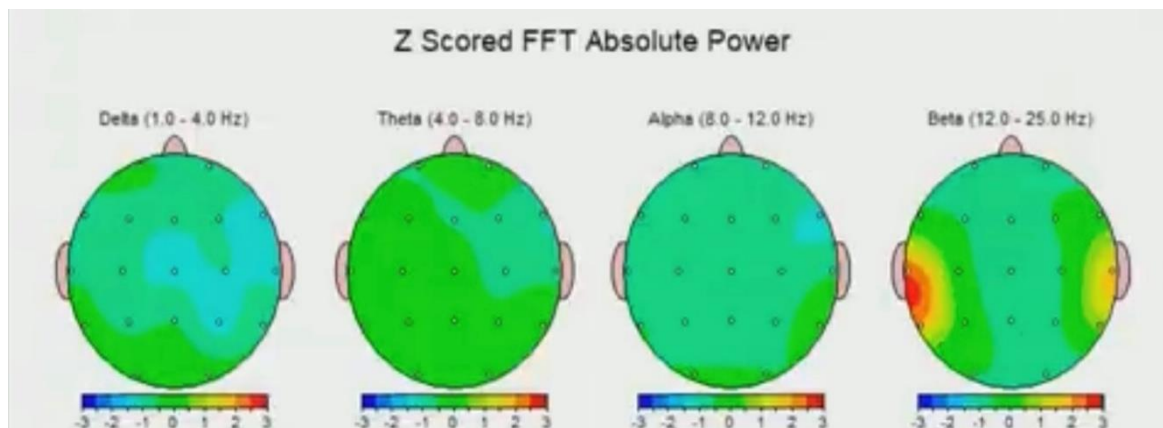 Z Scored FFT Absolute Power
Delta (1.0 - 4.0 Hz)
Theta (4.0 - 8.0 Hz)
Alpha (8.0 - 12.0 Hz)
Beta (12.0 - 25.0 Hz)
-3 -2 -1 0 1 2 3
-3 -2 -1 0 1 2 3
-3 -2 -1 0 1 2 3
-3 -2 -1 0 1 2 3